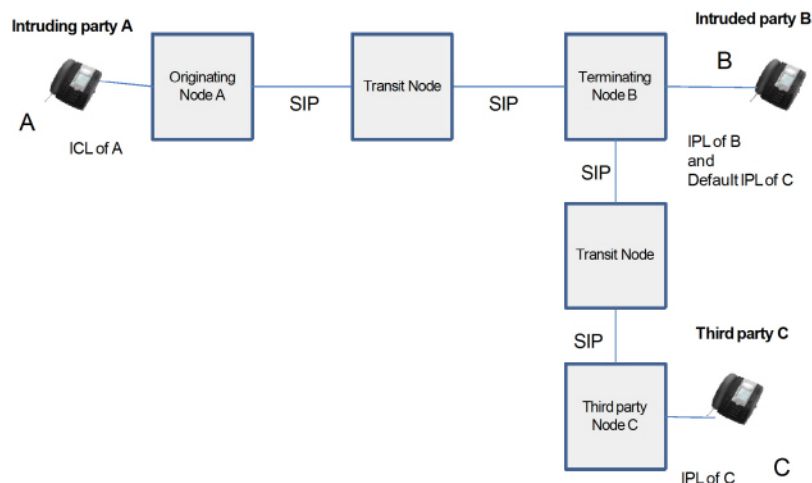 Intruding party A
Intruded party B
Originating
Node A
SIP
Transit Node
SIP
Terminating
Node B
B
A
ICL of A
IPL of B
and
Default IPL of C
SIP
Transit Node
SIP
Third party C
Third party
Node C
IPL of C
C